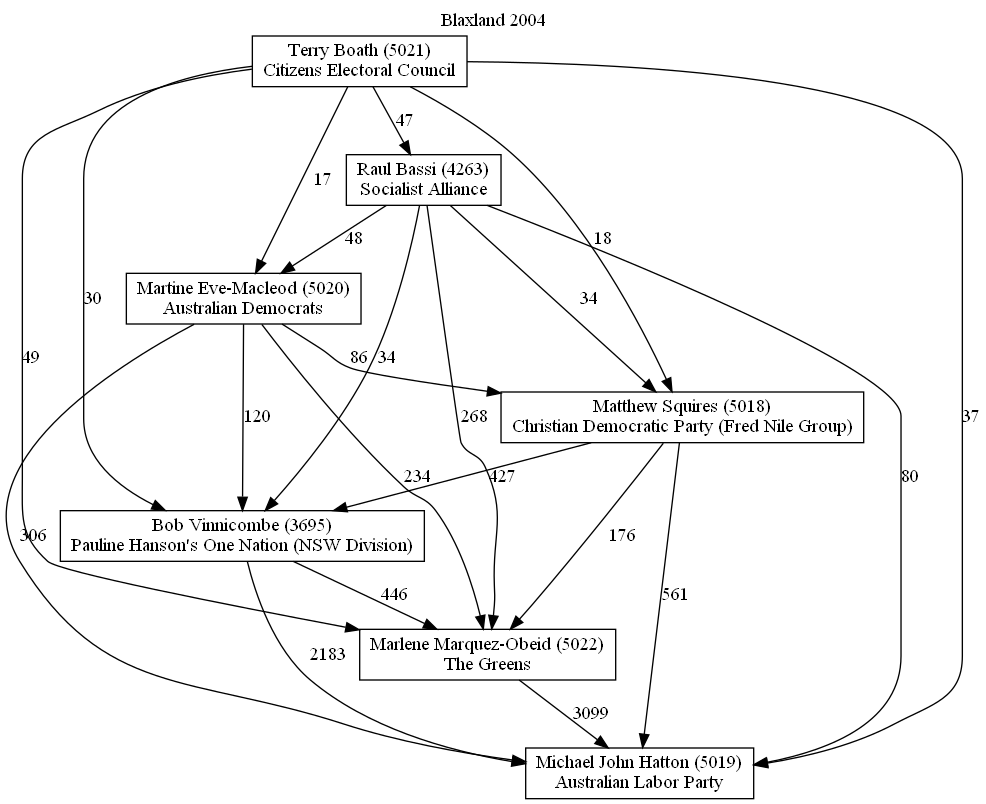 Blaxland 2004
Terry Boath (5021)
Citizens Electoral Council
47
Raul Bassi (4263)
Socialist Alliance
17
48
18
Martine Eve-Macleod (5020)
Australian Democrats
30
34
49
86
34
Matthew Squires (5018)
Christian Democratic Party (Fred Nile Group)
120
268
37
234
427
80
Bob Vinnicombe (3695)
Pauline Hanson's One Nation (NSW Division)
306
176
446
561
Marlene Marquez-Obeid (5022)
The Greens
2183
3099
Michael John Hatton (5019)
Australian Labor Party